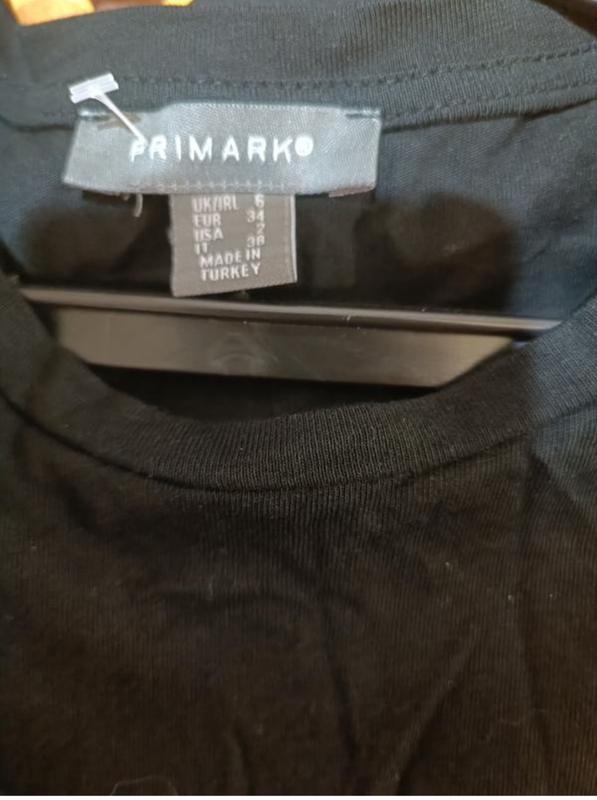 PRIMARK®
UK/IRL 6
EUR 34
USA 2
IT 38
MADE IN
TURKEY